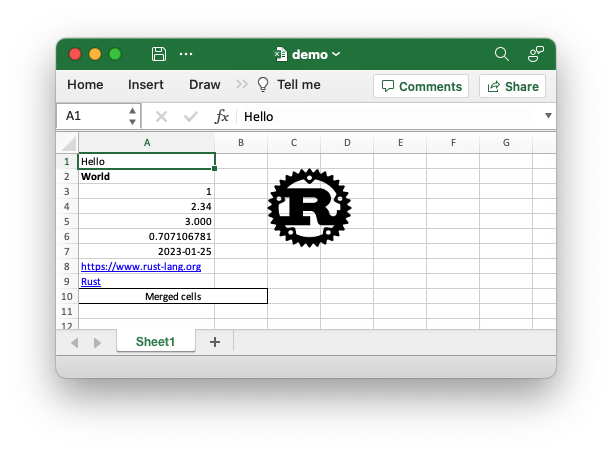 demo
Home Insert Draw Tell me Comments Share
A1 fx Hello
A B C D E F G
1 Hello
2 World
3 1
4 2.34
5 3.000
6 0.707106781
7 2023-01-25
8 https://www.rust-lang.org
9 Rust
10 Merged cells
11
12
R
Sheet1